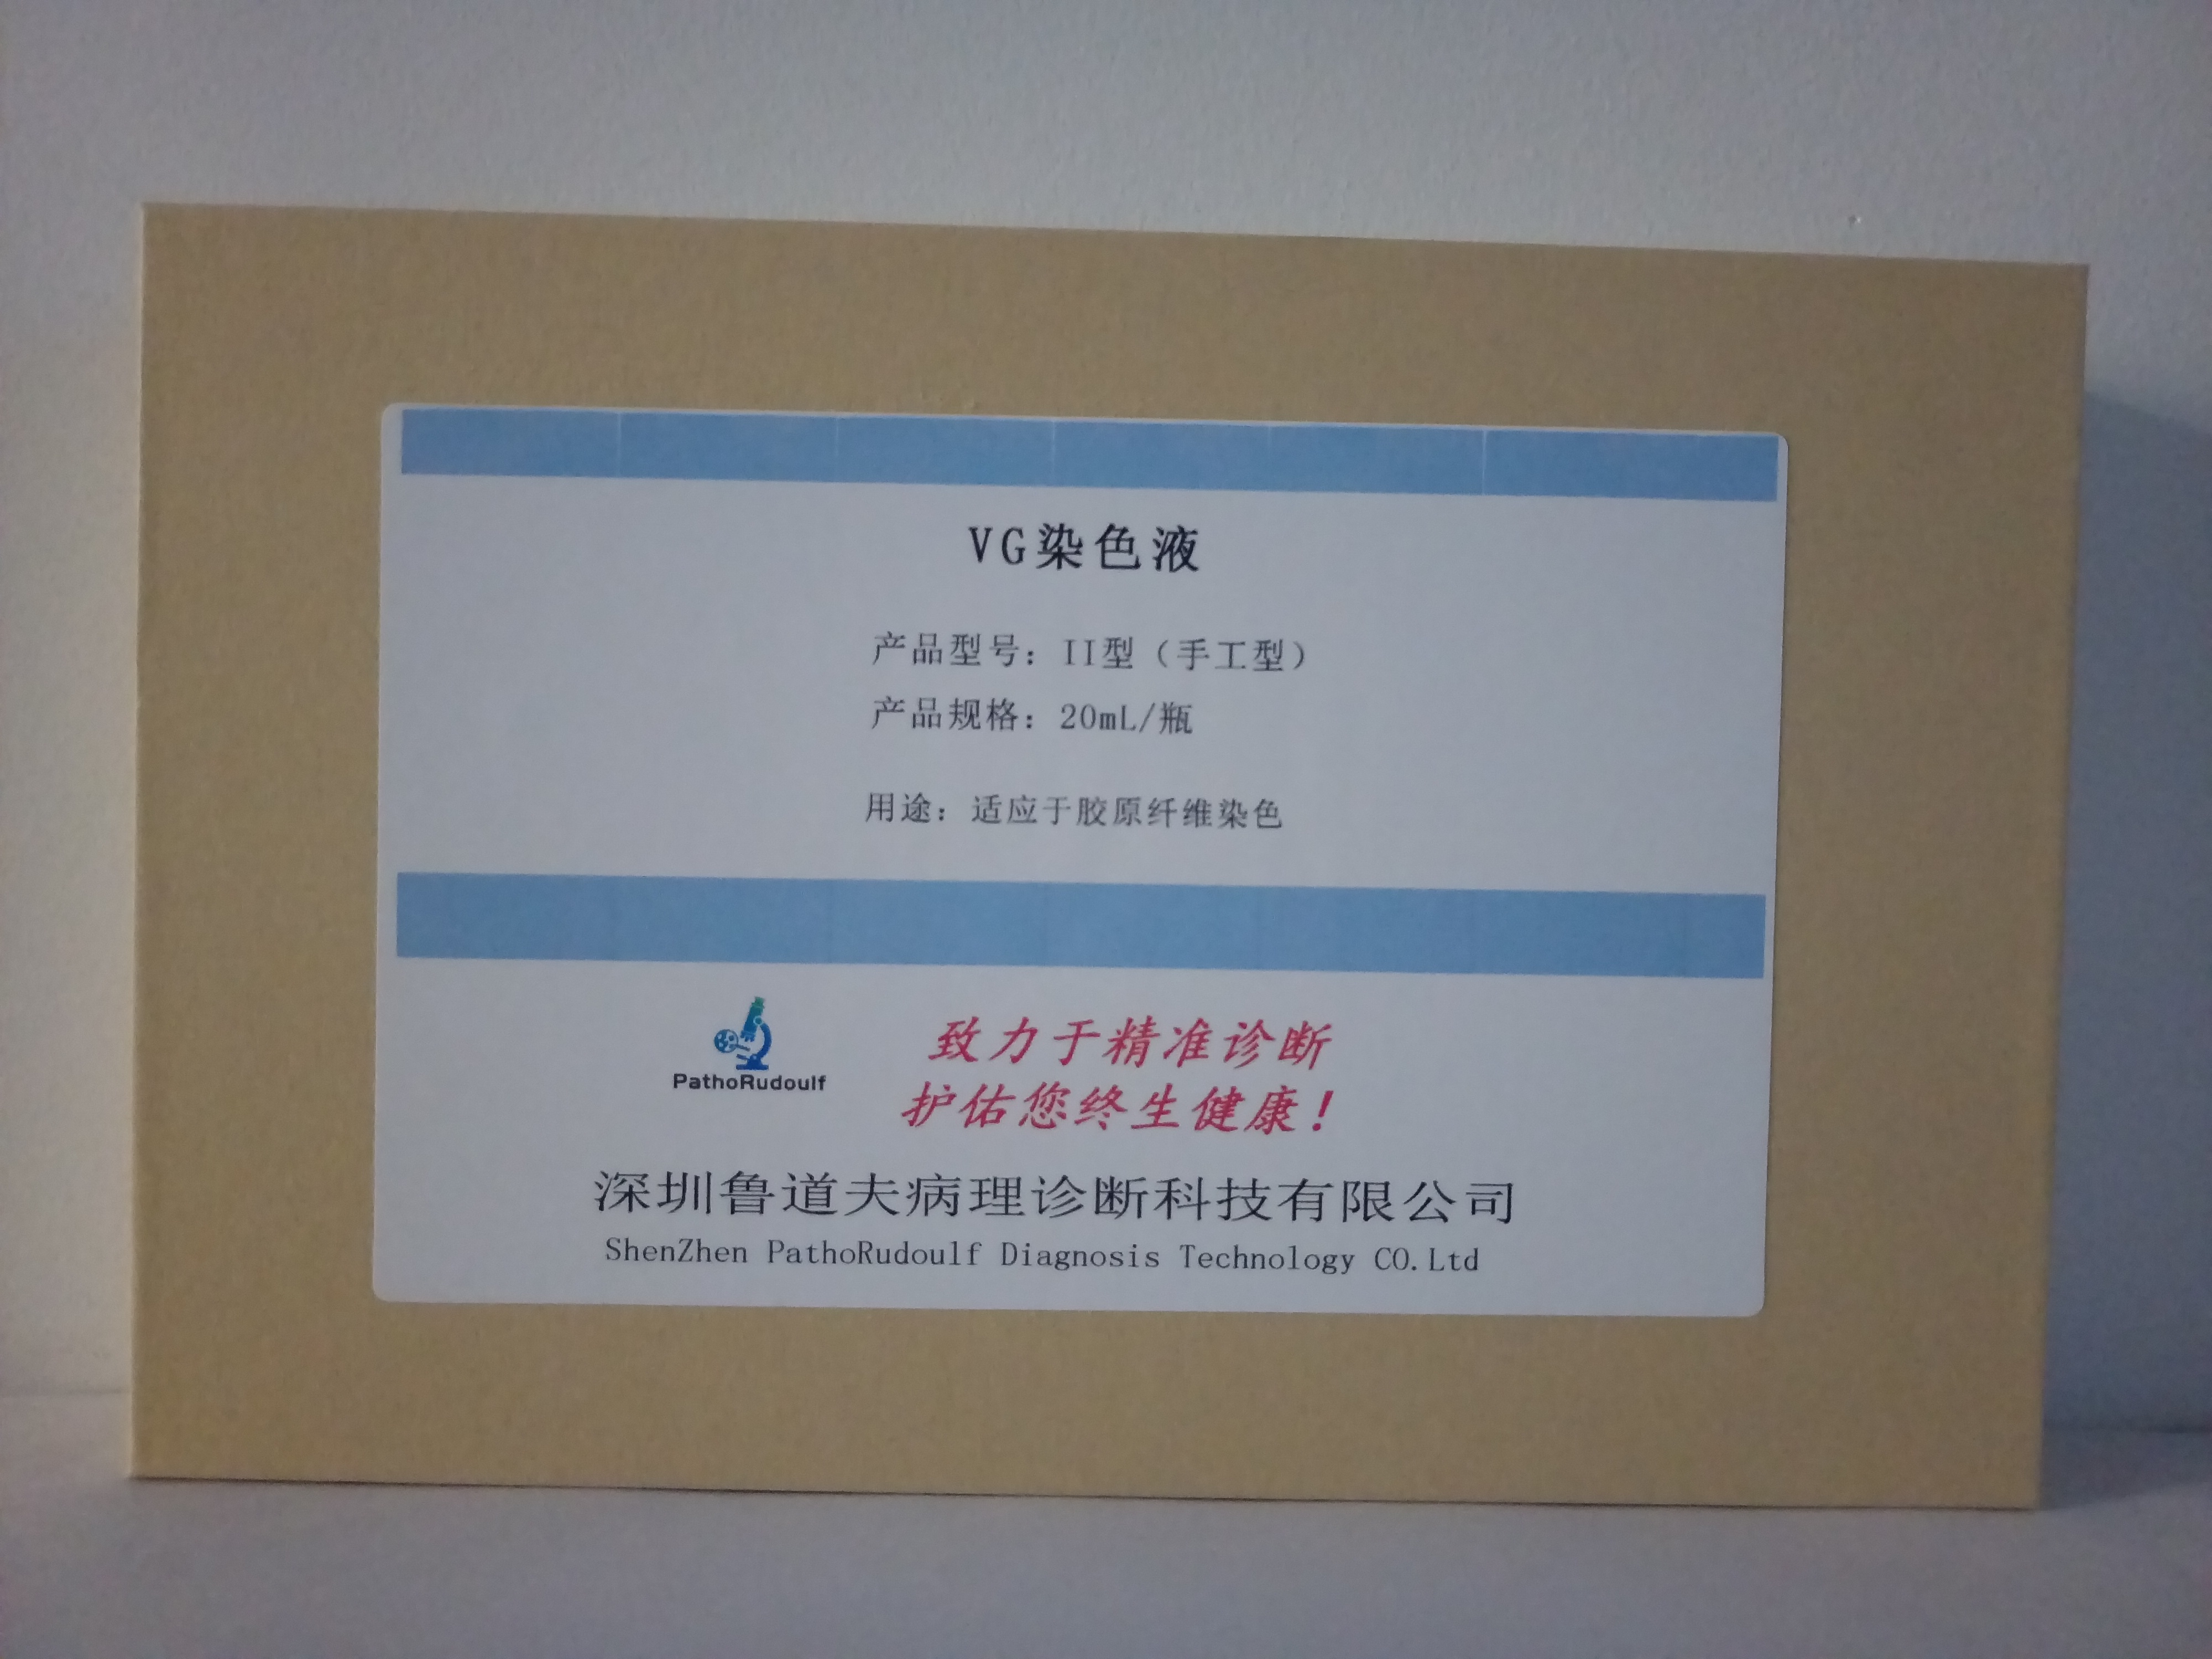 VG染色液
产品型号：II型（手工型）
产品规格：20mL/瓶
用途：适应于胶原纤维染色
PathoRudoulf
致力于精准诊断
护佑您终生健康！
深圳鲁道夫病理诊断科技有限公司
ShenZhen PathoRudoulf Diagnosis Technology CO.Ltd